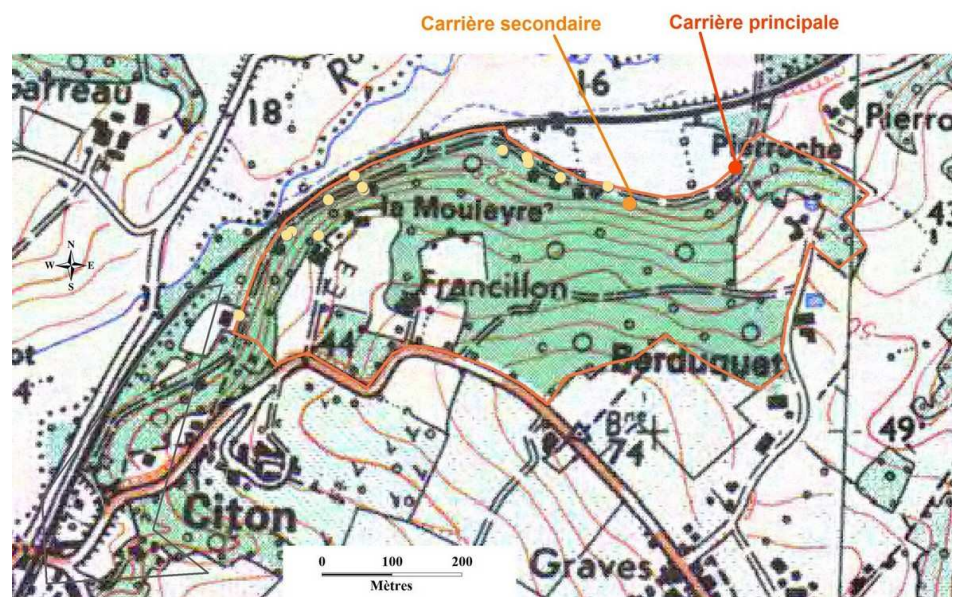 Carrière secondaire
Carrière principale
16
18
Pierroche
la Mouleyre
N
W E
S
Francillon
44
Berduquet
Bne
74
49
Citon
Graves
0 100 200
Mètres